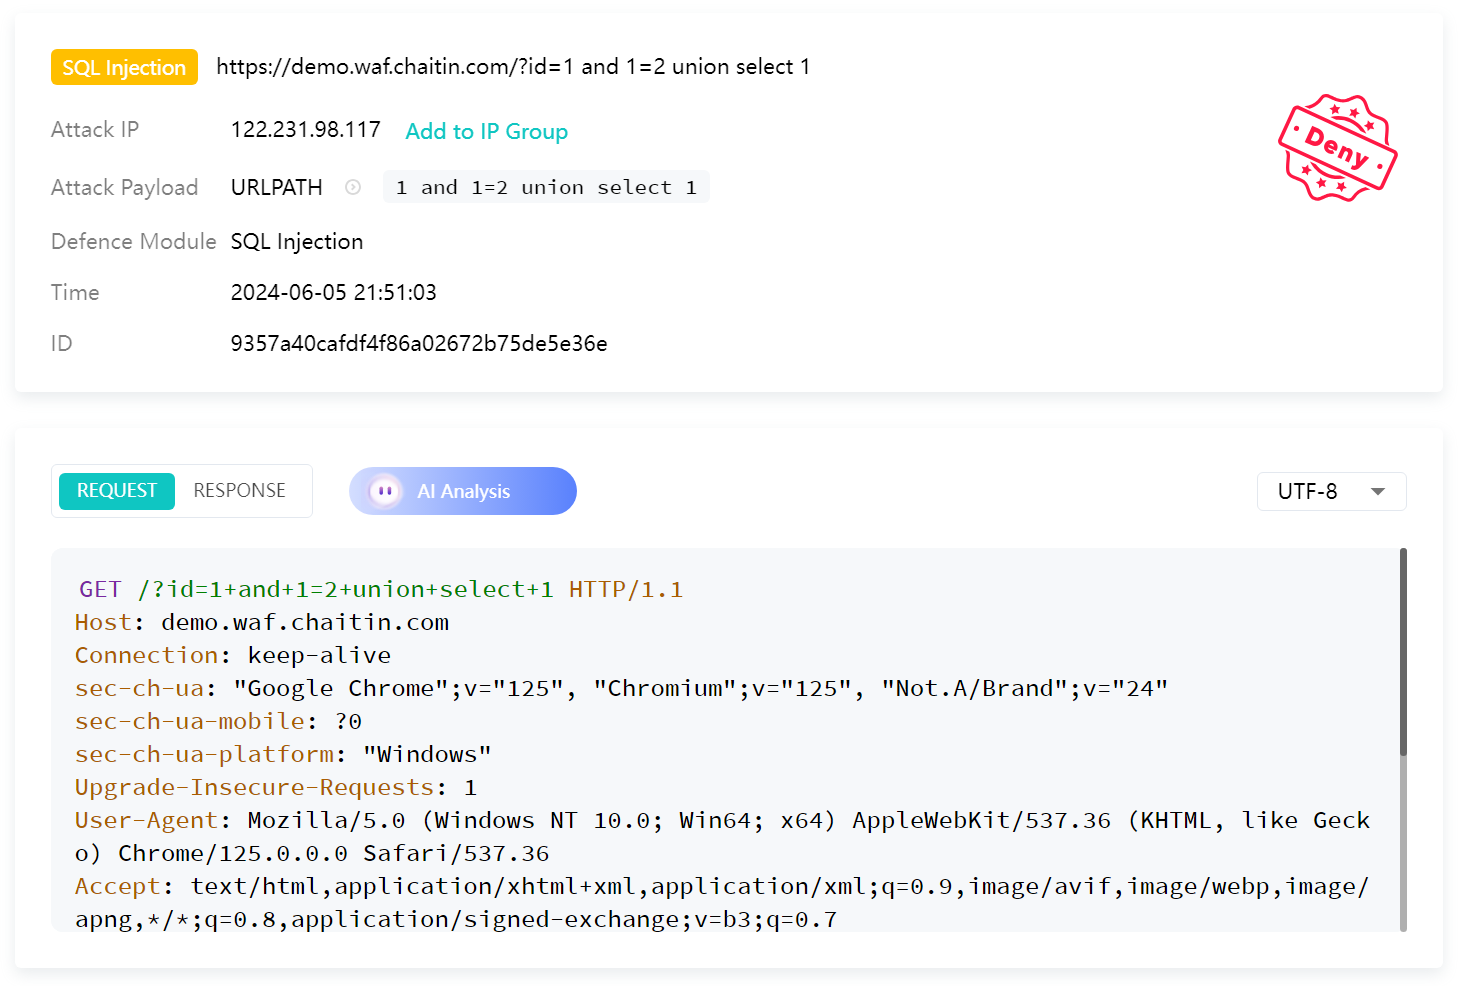 SQL Injection https://demo.waf.chaitin.com/?id=1 and 1=2 union select 1
Attack IP 122.231.98.117 Add to IP Group
Deny
Attack Payload URLPATH 1 and 1=2 union select 1
Defence Module SQL Injection
Time 2024-06-05 21:51:03
ID 9357a40cafdf4f86a02672b75de5e36e
REQUEST RESPONSE AI Analysis UTF-8
GET /?id=1+and+1=2+union+select+1 HTTP/1.1
Host: demo.waf.chaitin.com
Connection: keep-alive
sec-ch-ua: "Google Chrome";v="125", "Chromium";v="125", "Not.A/Brand";v="24"
sec-ch-ua-mobile: ?0
sec-ch-ua-platform: "Windows"
Upgrade-Insecure-Requests: 1
User-Agent: Mozilla/5.0 (Windows NT 10.0; Win64; x64) AppleWebKit/537.36 (KHTML, like Geck
o) Chrome/125.0.0.0 Safari/537.36
Accept: text/html,application/xhtml+xml,application/xml;q=0.9,image/avif,image/webp,image/
apng,*/*;q=0.8,application/signed-exchange;v=b3;q=0.7